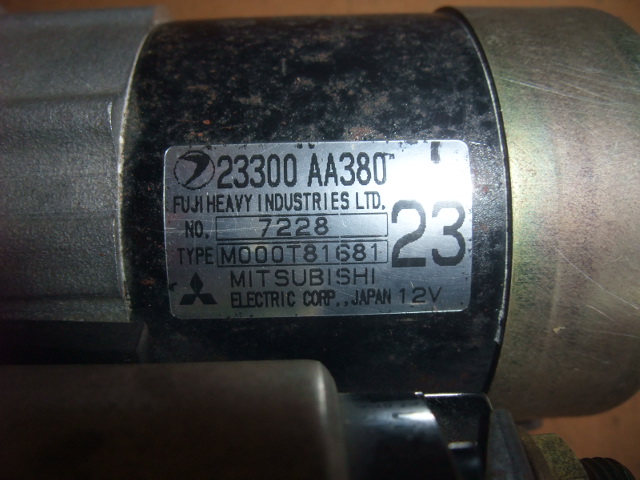 23300 AA380
FUJI HEAVY INDUSTRIES LTD.
NO. 7228
TYPE M000T81681
23
MITSUBISHI
ELECTRIC CORP., JAPAN 12V